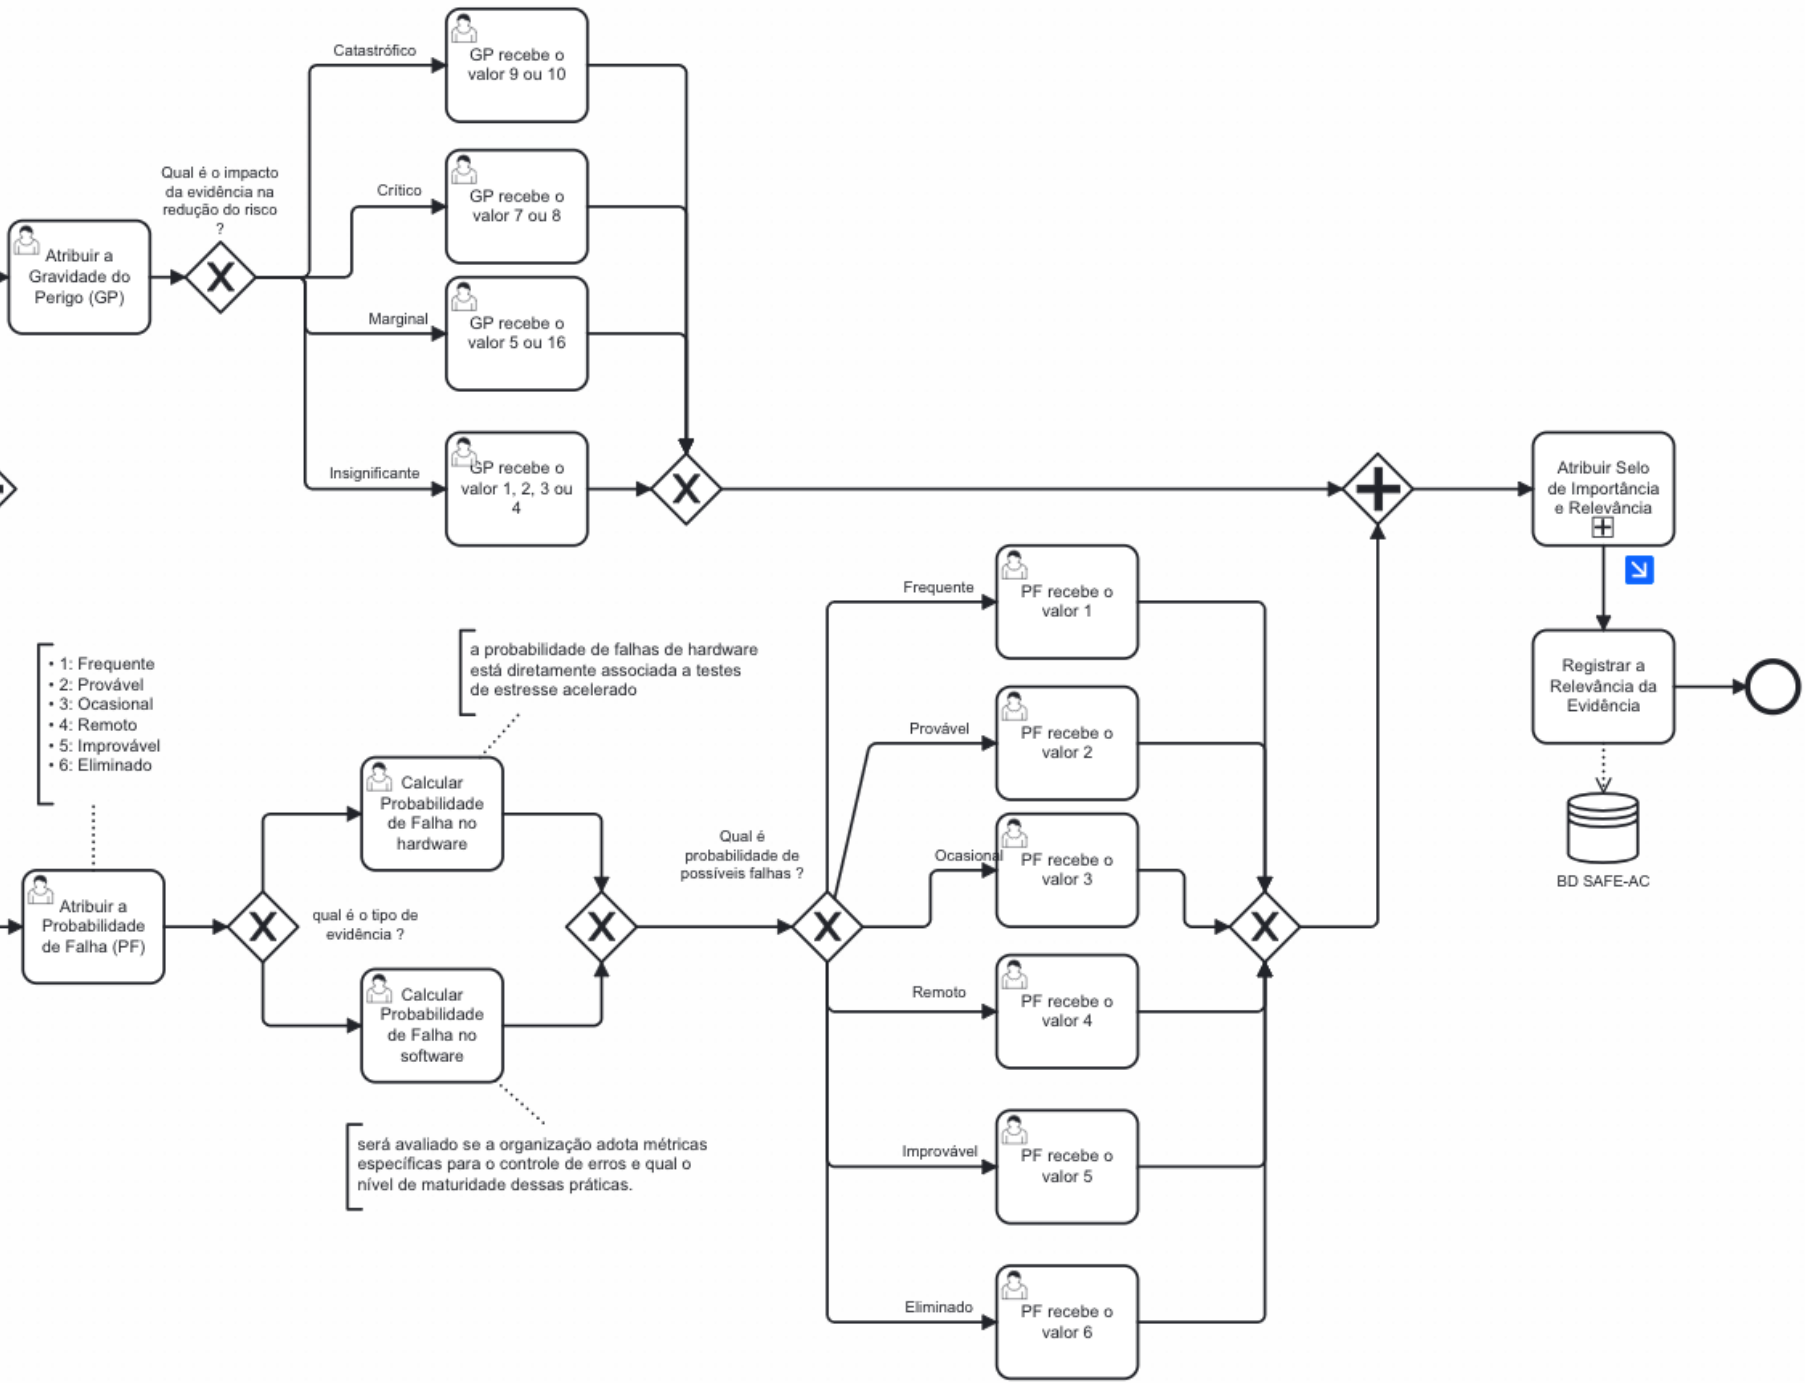 Catastrófico
GP recebe o
valor 9 ou 10
Qual é o impacto
da evidência na
redução do risco
?
Crítico
GP recebe o
valor 7 ou 8
Atribuir a
Gravidade do
Perigo (GP)
X
Marginal
GP recebe o
valor 5 ou 16
Insignificante
GP recebe o
valor 1, 2, 3 ou
4
X
Atribuir Selo
de Importância
e Relevância
Registrar a
Relevância da
Evidência
BD SAFE-AC
• 1: Frequente
• 2: Provável
• 3: Ocasional
• 4: Remoto
• 5: Improvável
• 6: Eliminado
a probabilidade de falhas de hardware
está diretamente associada a testes
de estresse acelerado
Calcular
Probabilidade
de Falha no
hardware
Atribuir a
Probabilidade
de Falha (PF)
X
qual é o tipo de
evidência ?
X
Calcular
Probabilidade
de Falha no
software
será avaliado se a organização adota métricas
específicas para o controle de erros e qual o
nível de maturidade dessas práticas.
Qual é
probabilidade de
possíveis falhas ?
X
Frequente
PF recebe o
valor 1
Provável
PF recebe o
valor 2
Ocasional
PF recebe o
valor 3
X
Remoto
PF recebe o
valor 4
Improvável
PF recebe o
valor 5
Eliminado
PF recebe o
valor 6